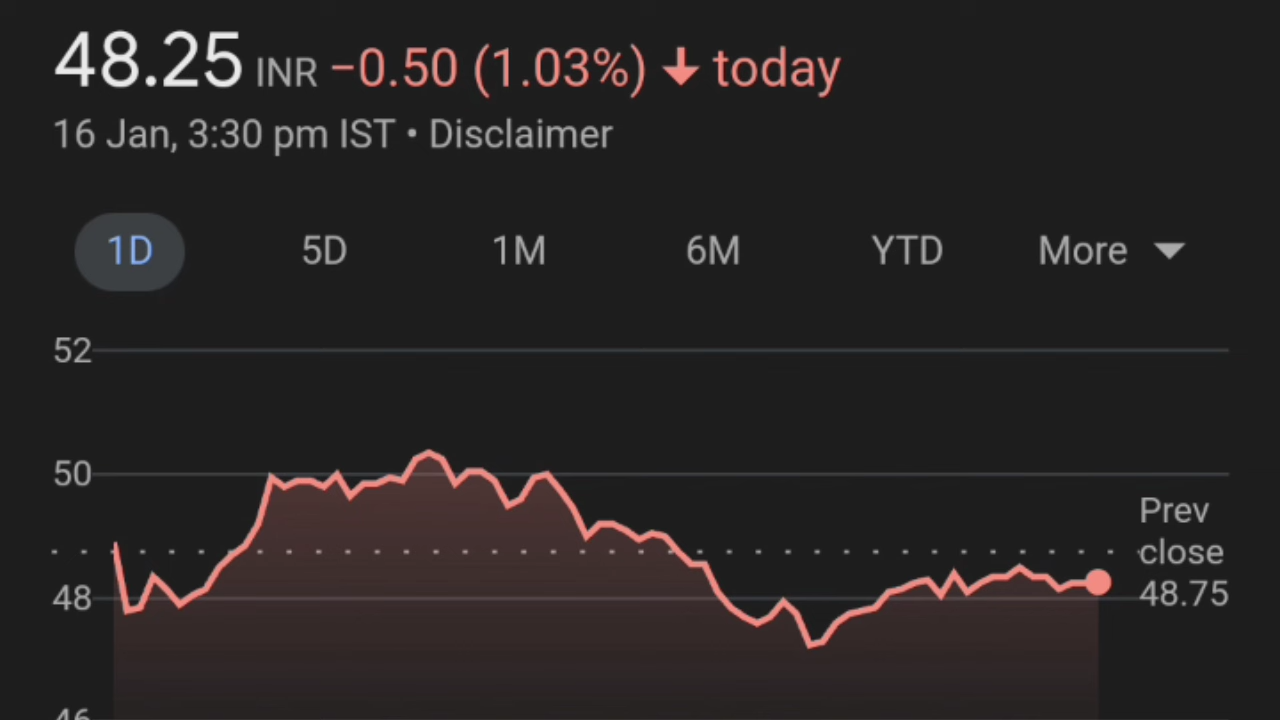 48.25 INR −0.50 (1.03%) ↓ today
16 Jan, 3:30 pm IST • Disclaimer
1D 5D 1M 6M YTD More
52
50
Prev
close
48
48.75
46